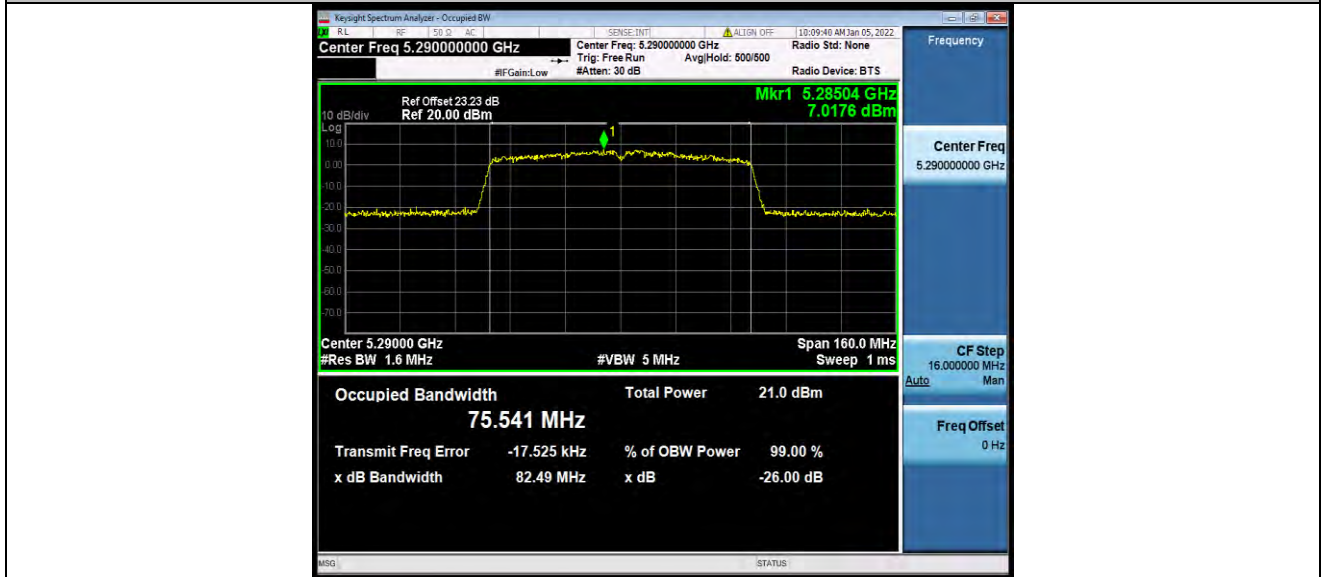 Keysight Spectrum Analyzer - Occupied BW
RL RF 50 Ω AC SENSE:INT ALIGN OFF 10:09:40 AM Jan 05, 2022
Center Freq 5.290000000 GHz
Center Freq: 5.290000000 GHz
Radio Std: None
Trig: Free Run Avg|Hold: 500/500
#IFGain:Low
#Atten: 30 dB
Radio Device: BTS
Frequency
Mkr1 5.28504 GHz
7.0176 dBm
Ref Offset 23.23 dB
10 dB/div Ref 20.00 dBm
Log
10.0
0.00
-10.0
-20.0
-30.0
-40.0
-50.0
-60.0
-70.0
1
Center 5.29000 GHz
Span 160.0 MHz
#Res BW 1.6 MHz
#VBW 5 MHz
Sweep 1 ms
Center Freq
5.290000000 GHz
CF Step
16.000000 MHz
Auto Man
Freq Offset
0 Hz
Occupied Bandwidth
75.541 MHz
Total Power 21.0 dBm
Transmit Freq Error -17.525 kHz
% of OBW Power 99.00 %
x dB Bandwidth 82.49 MHz
x dB -26.00 dB
MSG
STATUS